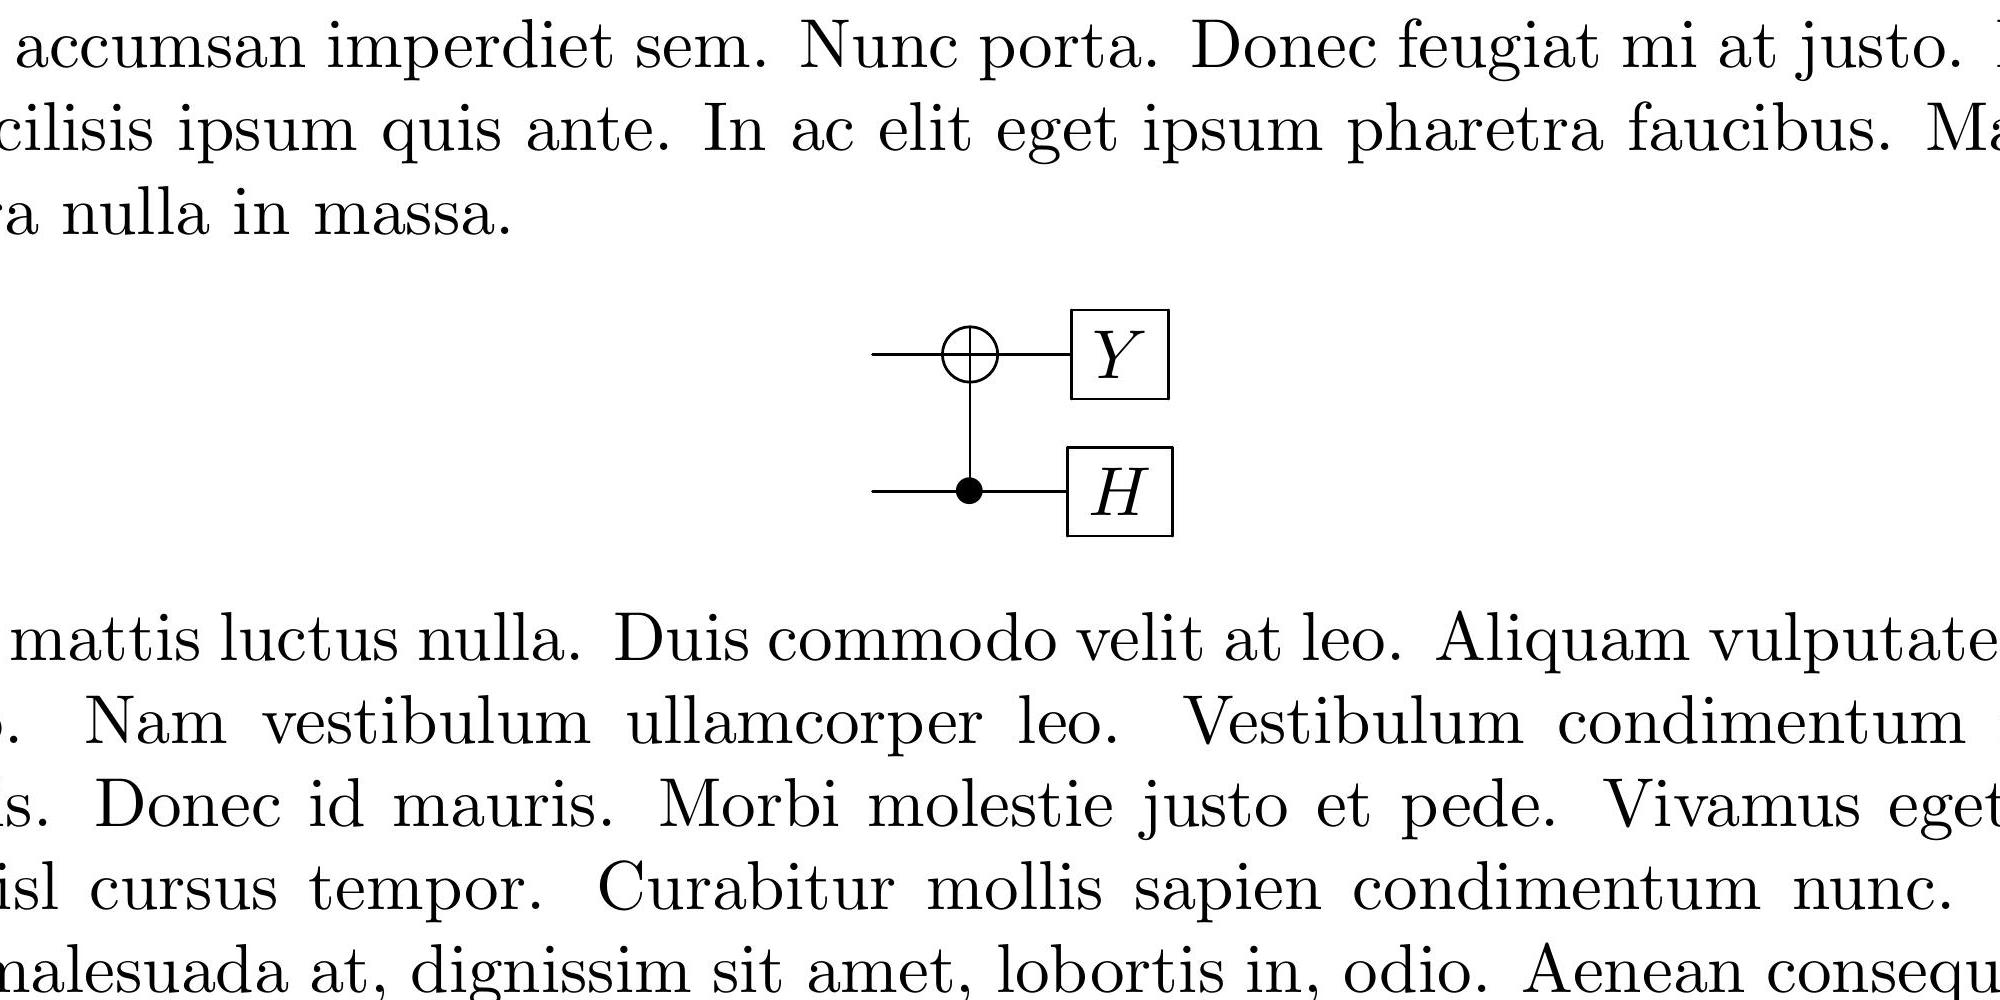 accumsan imperdiet sem. Nunc porta. Donec feugiat mi at justo.
cilisis ipsum quis ante. In ac elit eget ipsum pharetra faucibus. Ma
a nulla in massa.
Y
H
mattis luctus nulla. Duis commodo velit at leo. Aliquam vulputate
. Nam vestibulum ullamcorper leo. Vestibulum condimentum
s. Donec id mauris. Morbi molestie justo et pede. Vivamus eget
isl cursus tempor. Curabitur mollis sapien condimentum nunc.
malesuada at, dignissim sit amet, lobortis in, odio. Aenean consequ